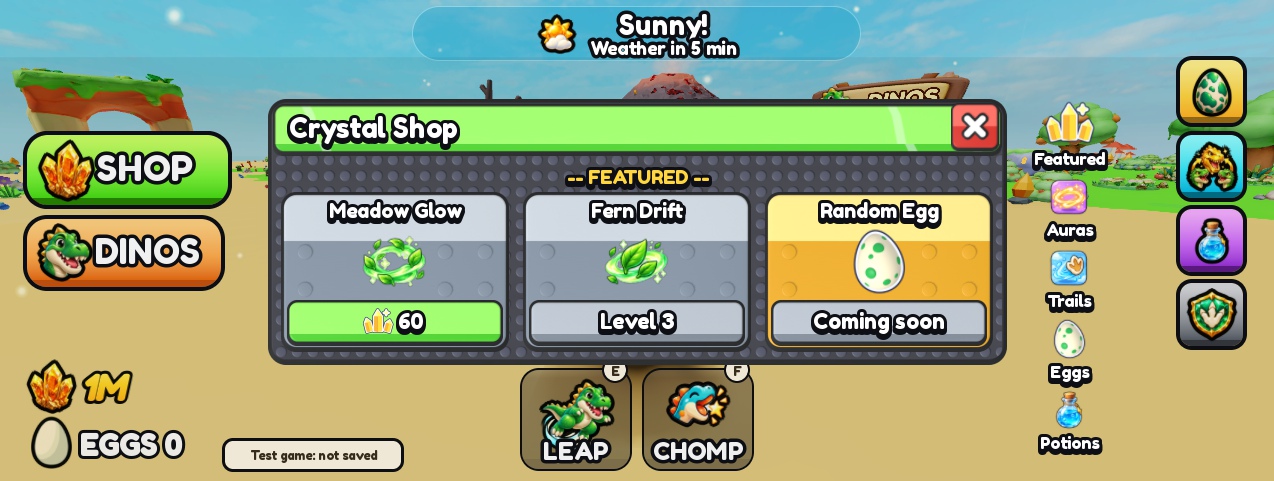 Sunny!
Weather in 5 min
DINOS
Crystal Shop
-- FEATURED --
Meadow Glow
60
Fern Drift
Level 3
Random Egg
Coming soon
SHOP
DINOS
1M
EGGS 0
Test game: not saved
E
LEAP
F
CHOMP
Featured
Auras
Trails
Eggs
Potions